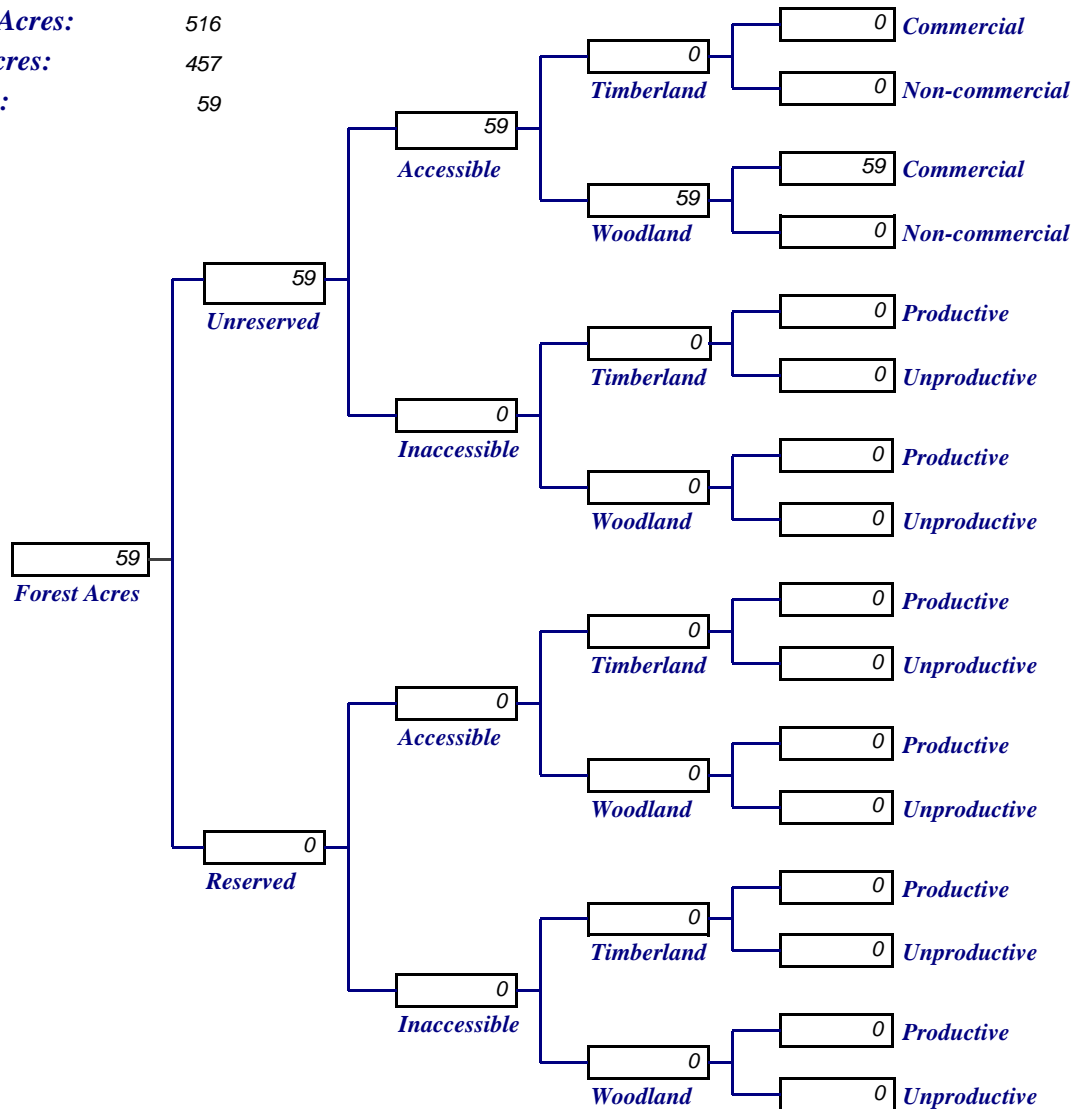 Acres: 516
cres: 457
: 59
0 Commercial
0
Timberland
0 Non-commercial
59
Accessible
59 Commercial
59
Woodland
0 Non-commercial
59
Unreserved
0 Productive
0
Timberland
0 Unproductive
0
Inaccessible
0 Productive
0
Woodland
0 Unproductive
59
Forest Acres
0 Productive
0
Timberland
0 Unproductive
0
Accessible
0 Productive
0
Woodland
0 Unproductive
0
Reserved
0 Productive
0
Timberland
0 Unproductive
0
Inaccessible
0 Productive
0
Woodland
0 Unproductive